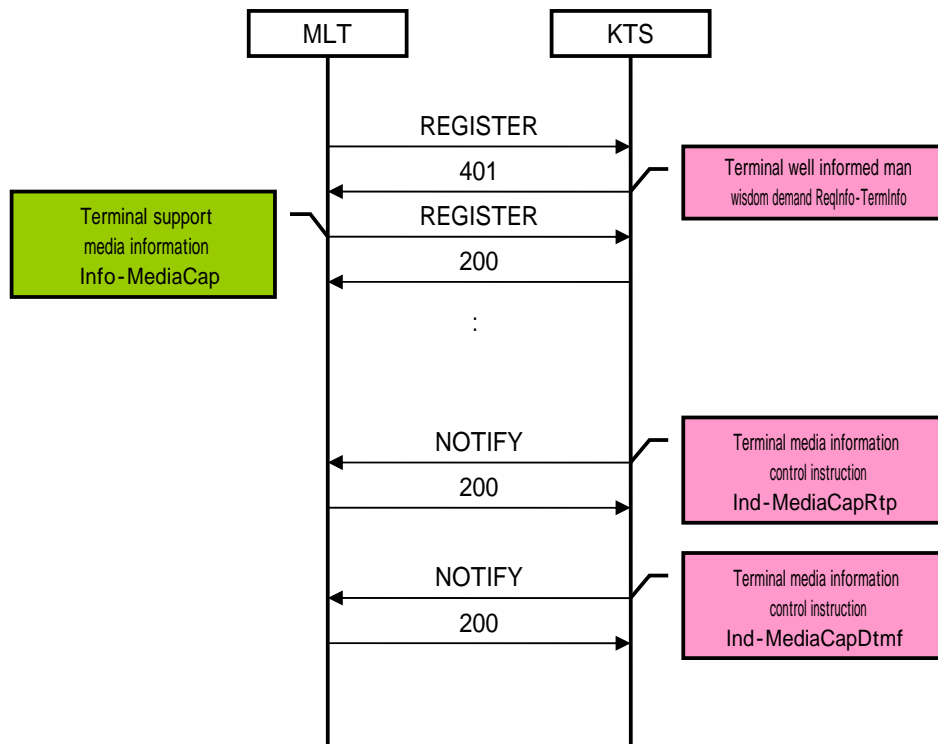 MLT
KTS
REGISTER
401
Terminal well informed man
wisdom demand ReqInfo-TermInfo
Terminal support
media information
Info-MediaCap
REGISTER
200
:
NOTIFY
200
Terminal media information
control instruction
Ind-MediaCapRtp
NOTIFY
200
Terminal media information
control instruction
Ind-MediaCapDtmf